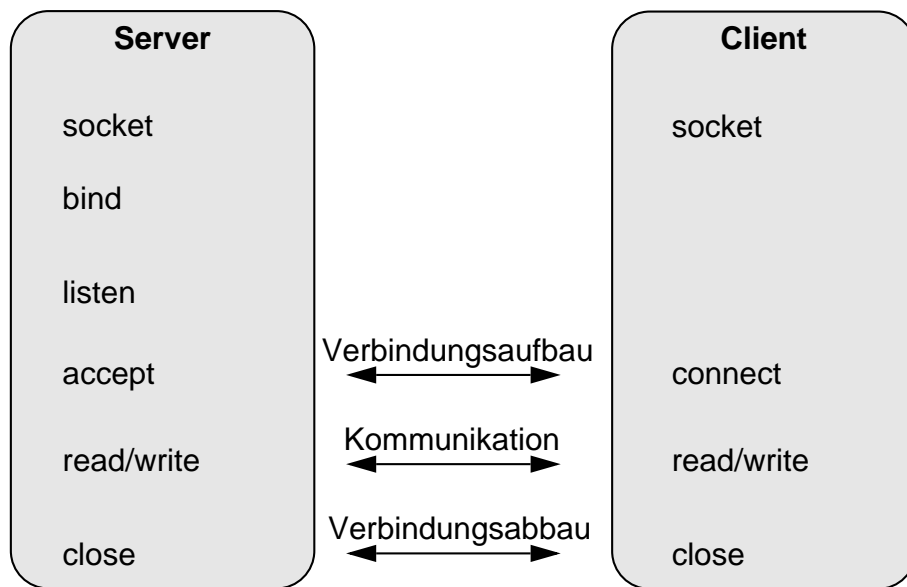 Server
socket
bind
listen
accept
read/write
close
Verbindungsaufbau
Kommunikation
Verbindungsabbau
Client
socket
connect
read/write
close